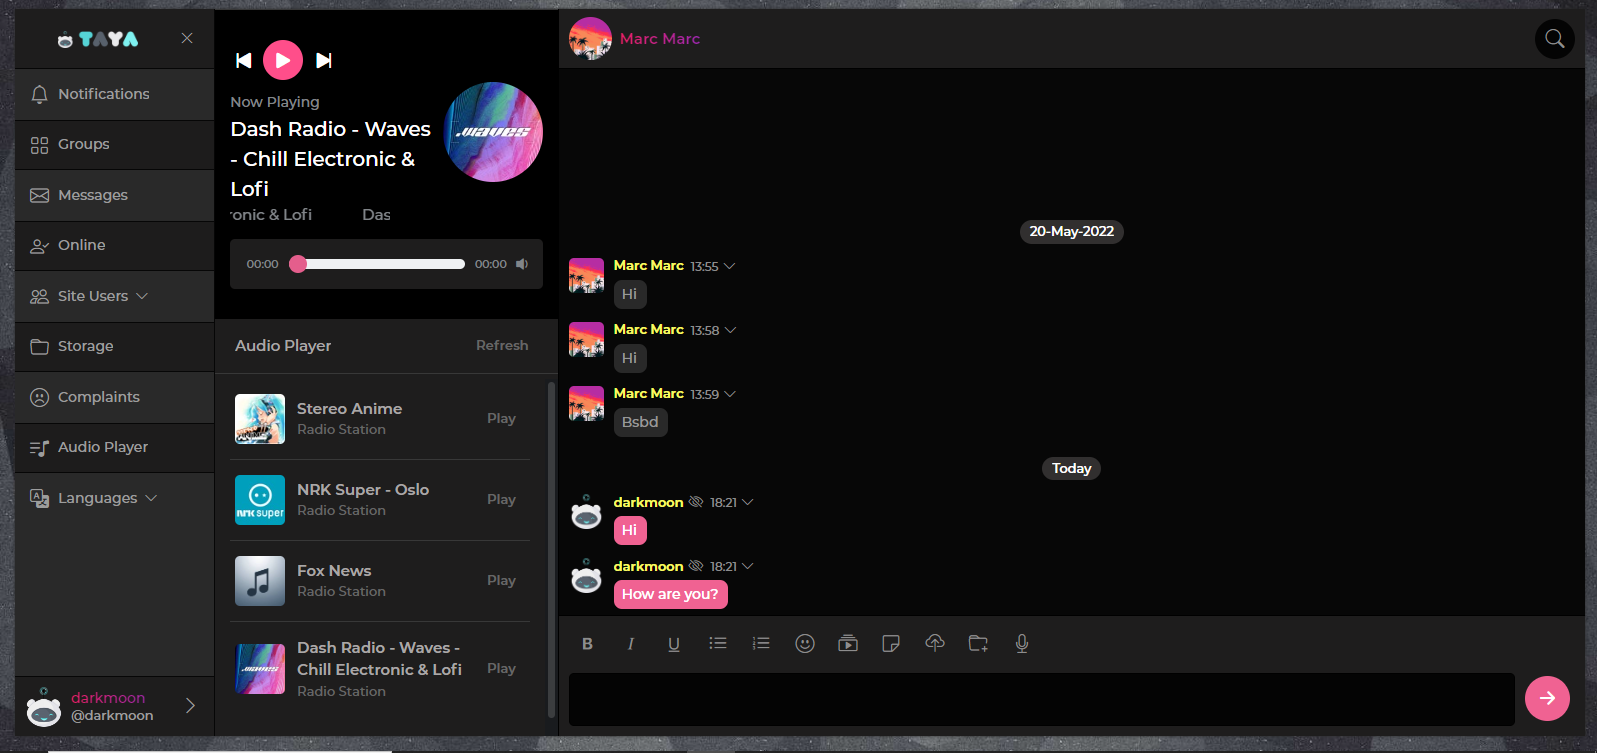 TAYA
Notifications
Groups
Messages
Online
Site Users
Storage
Complaints
Audio Player
Languages
darkmoon
@darkmoon
Now Playing
Dash Radio - Waves
- Chill Electronic &
Lofi
ronic & Lofi Das
.waves
00:00 00:00
Audio Player Refresh
Stereo Anime
Radio Station
Play
NRK super
NRK Super - Oslo
Radio Station
Play
Fox News
Radio Station
Play
waves
Dash Radio - Waves -
Chill Electronic & Lofi
Radio Station
Play
Marc Marc
20-May-2022
Marc Marc 13:55
Hi
Marc Marc 13:58
Hi
Marc Marc 13:59
Bsbd
Today
darkmoon 18:21
Hi
darkmoon 18:21
How are you?
B I U